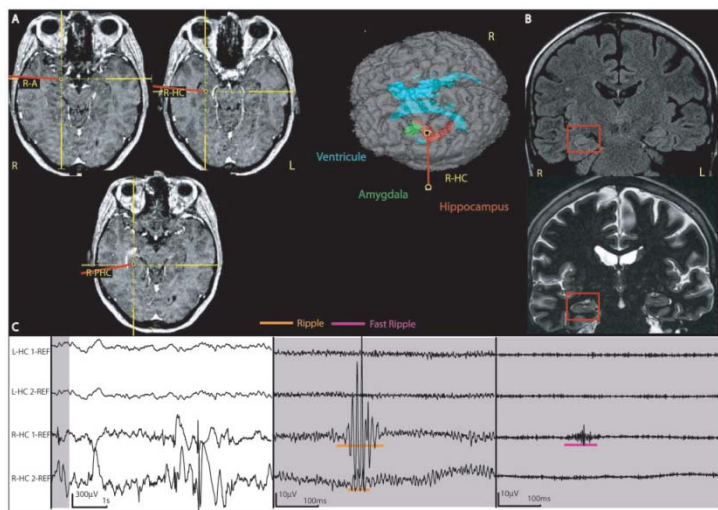 A
R-A
R-HC
R
L
R-PHC
R
Ventricule
Amygdala
R-HC
Hippocampus
B
R
L
Ripple
Fast Ripple
C
L-HC 1-REF
L-HC 2-REF
R-HC 1-REF
R-HC 2-REF
300µV
1s
10µV
100ms
10µV
100ms